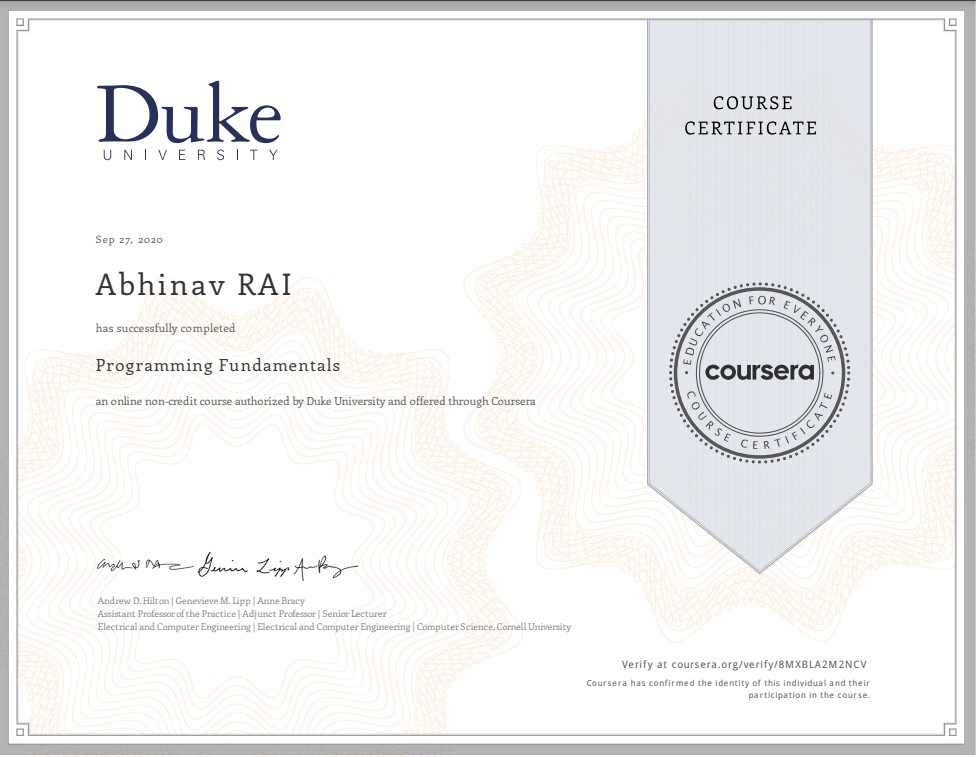 Duke
UNIVERSITY
COURSE
CERTIFICATE
Sep 27, 2020
Abhinav RAI
has successfully completed
Programming Fundamentals
an online non-credit course authorized by Duke University and offered through Coursera
EDUCATION FOR EVERYONE
coursera
COURSE CERTIFICATE
Andrew D. Hilton | Genevieve M. Lipp | Anne Bracy
Assistant Professor of the Practice | Adjunct Professor | Senior Lecturer
Electrical and Computer Engineering | Electrical and Computer Engineering | Computer Science, Cornell University
Verify at coursera.org/verify/8MXBLA2M2NCV
Coursera has confirmed the identity of this individual and their
participation in the course.